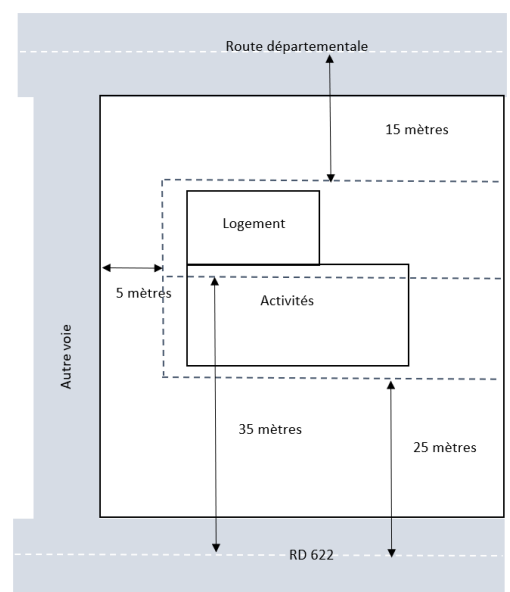 Route départementale
15 mètres
Logement
5 mètres
Activités
Autre voie
35 mètres
25 mètres
RD 622